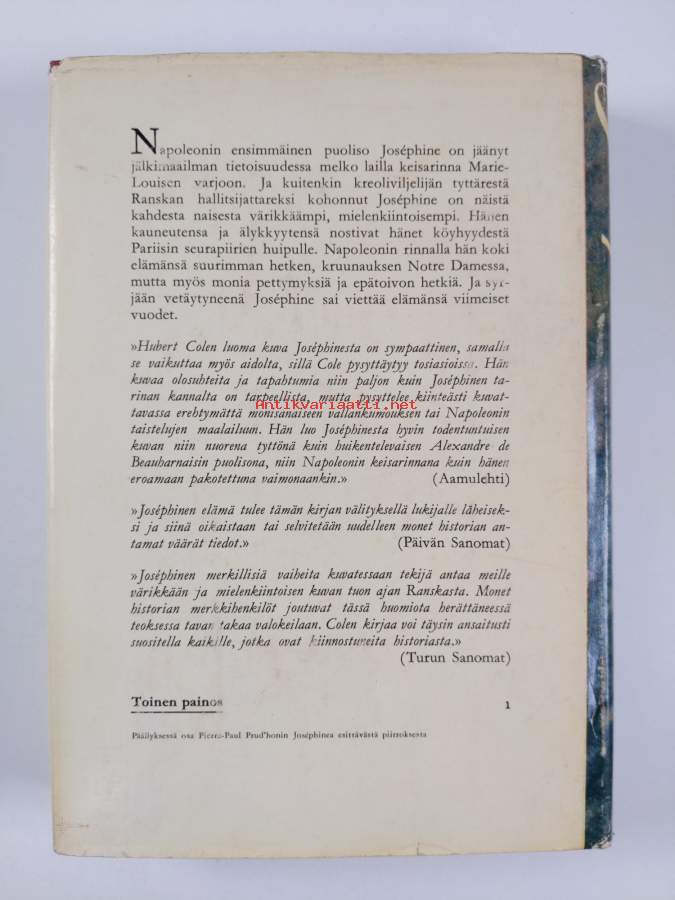 Napoleonin ensimmäinen puoliso Joséphine on jäänyt
jälkimaailman tietoisuudessa melko lailla keisarinna Marie-
Louisen varjoon. Ja kuitenkin kreoliviljelijän tyttärestä
Ranskan hallitsijattareksi kohonnut Joséphine on näistä
kahdesta naisesta värikkäämpi, mielenkiintoisempi. Hänen
kauneutensa ja älykkyytensä nostivat hänet köyhyydestä
Pariisin seurapiirien huipulle. Napoleonin rinnalla hän koki
elämänsä suurimman hetken, kruunauksen Notre Damessa,
mutta myös monia pettymyksiä ja epätoivon hetkiä. Ja syr-
jään vetäytyneenä Joséphine sai viettää elämänsä viimeiset
vuodet.
»Hubert Colen luoma kuva Joséphinesta on sympaattinen, samalla
se vaikuttaa myös aidolta, sillä Cole pysyttäytyy tosiasioissa. Hän
kuvaa olosuhteita ja tapahtumia niin paljon kuin Joséphinen ta-
rinan kannalta on tarpeellista, mutta pysyttelee kiinteästi kuvat-
tavassa erehtymättä monisanaiseen vallankumouksen tai Napoleonin
taistelujen maalailuun. Hän luo Joséphinesta hyvin todentuntuisen
kuvan niin nuorena tyttönä kuin huikentelevaisen Alexandre de
Beauharnaisin puolisona, niin Napoleonin keisarinnana kuin hänen
eroamaan pakotettuna vaimonaankin.» (Aamulehti)
»Joséphinen elämä tulee tämän kirjan välityksellä lukijalle läheisek-
si ja siinä oikaistaan tai selvitetään uudelleen monet historian an-
tamat väärät tiedot.» (Päivän Sanomat)
»Joséphinen merkillisiä vaiheita kuvatessaan tekijä antaa meille
värikkään ja mielenkiintoisen kuvan tuon ajan Ranskasta. Monet
historian merkkihenkilöt joutuvat tässä huomiota herättäneessä
teoksessa tavan takaa valokeilaan. Colen kirjaa voi täysin ansaitusti
suositella kaikille, jotka ovat kiinnostuneita historiasta.»
(Turun Sanomat)
Toinen painos 1
Päällyksessä osa Pierre-Paul Prud'honin Joséphinea esittävästä piirroksesta
Antikvariaatti.net